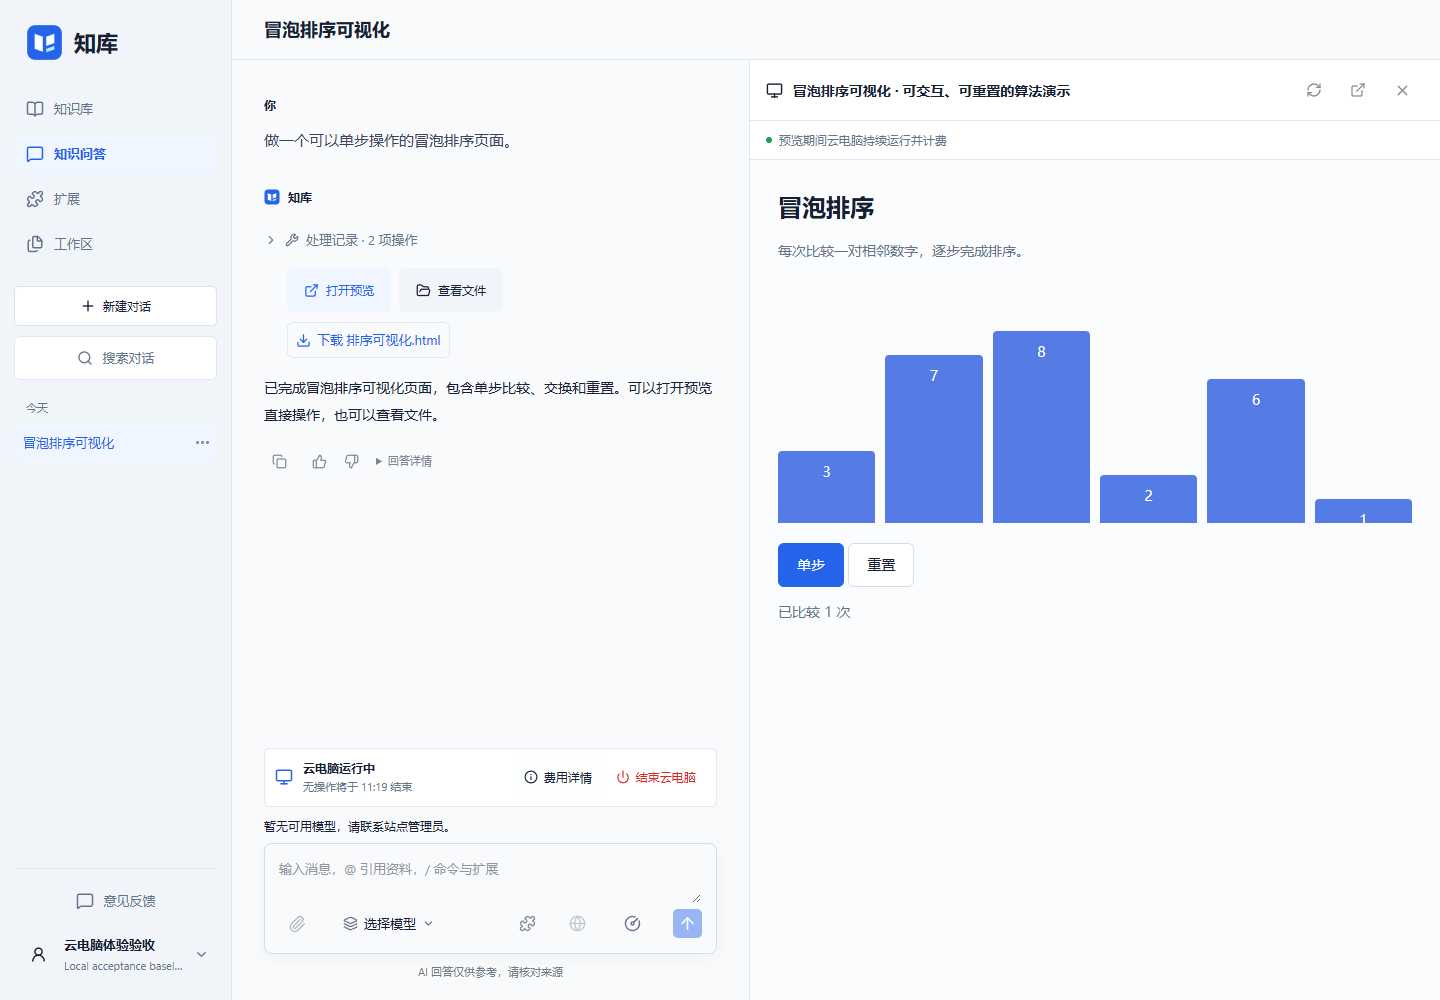 知库
知识库
知识问答
扩展
工作区
新建对话
搜索对话
今天
冒泡排序可视化
意见反馈
云电脑体验验收
Local acceptance basel...
冒泡排序可视化
你
做一个可以单步操作的冒泡排序页面。
知库
处理记录 · 2 项操作
打开预览
查看文件
下载 排序可视化.html
已完成冒泡排序可视化页面，包含单步比较、交换和重置。可以打开预览
直接操作，也可以查看文件。
回答详情
云电脑运行中
无操作将于 11:19 结束
费用详情
结束云电脑
暂无可用模型，请联系站点管理员。
输入消息，@ 引用资料，/ 命令与扩展
选择模型
AI 回答仅供参考，请核对来源
冒泡排序可视化 · 可交互、可重置的算法演示
预览期间云电脑持续运行并计费
冒泡排序
每次比较一对相邻数字，逐步完成排序。
3
7
8
2
6
1
单步
重置
已比较 1 次